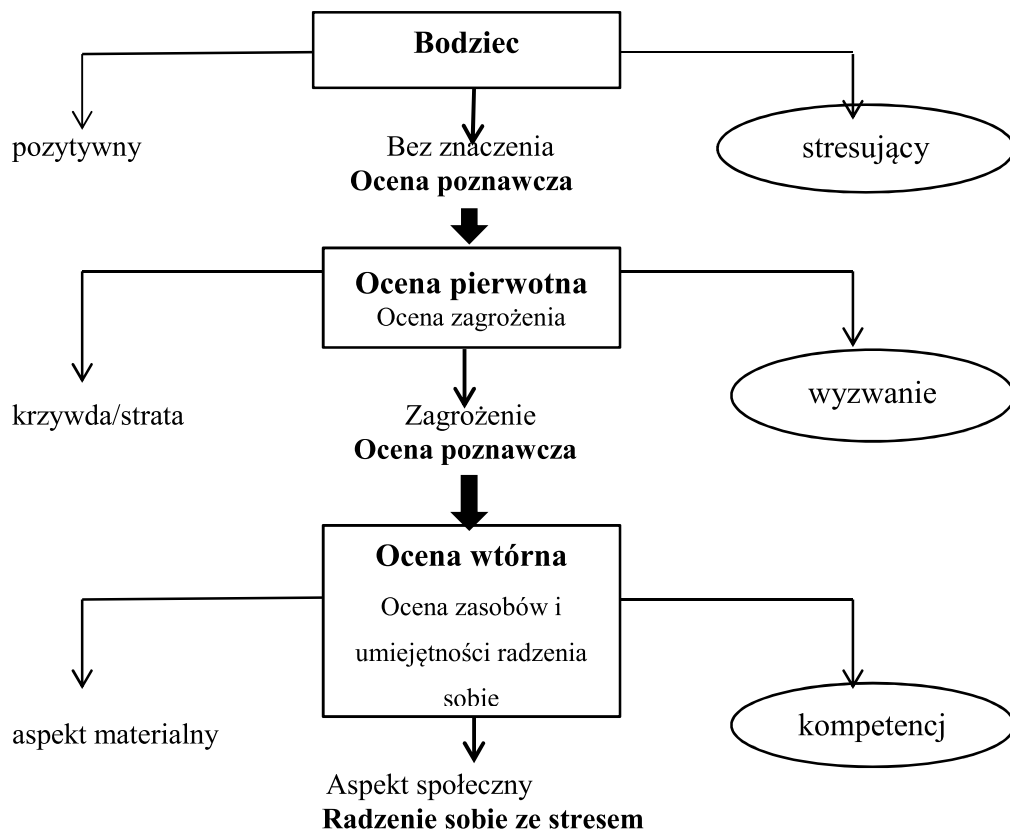 Bodziec
pozytywny
Bez znaczenia
stresujący
Ocena poznawcza
Ocena pierwotna
Ocena zagrożenia
krzywda/strata
Zagrożenie
wyzwanie
Ocena poznawcza
Ocena wtórna
Ocena zasobów i
umiejętności radzenia
sobie
aspekt materialny
kompetencj
Aspekt społeczny
Radzenie sobie ze stresem